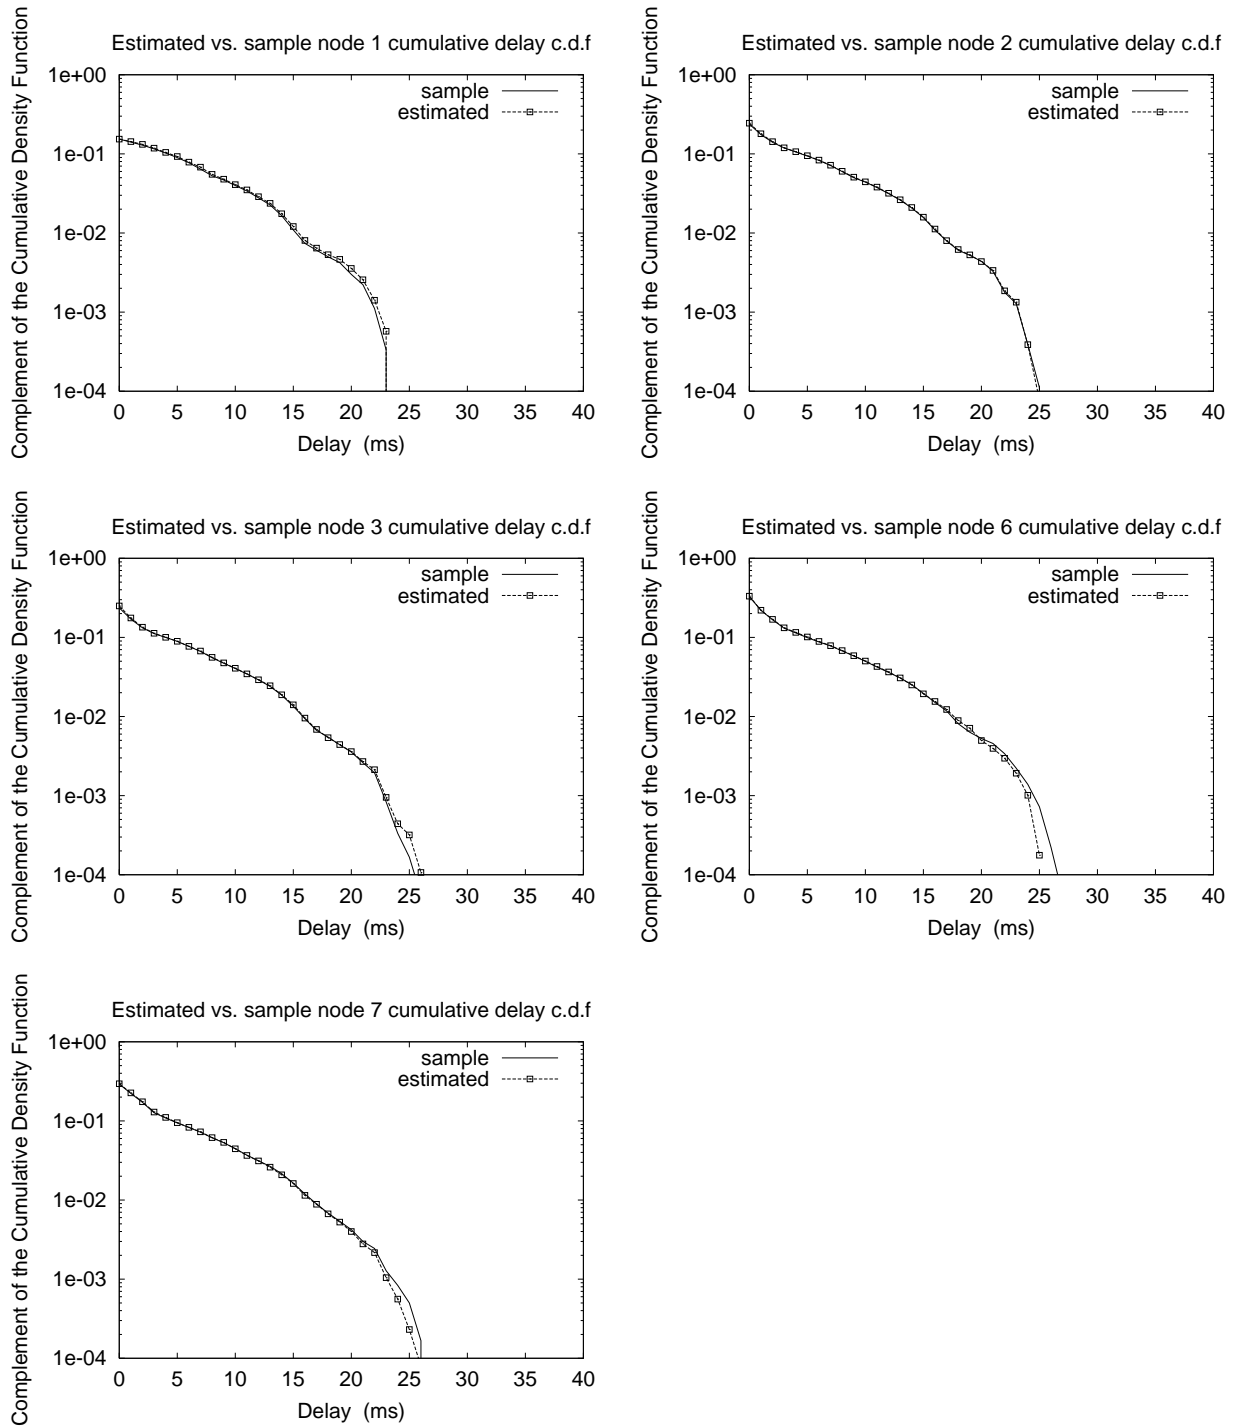 Estimated vs. sample node 1 cumulative delay c.d.f
Complement of the Cumulative Density Function
1e+00
1e-01
1e-02
1e-03
1e-04
sample
estimated
0 5 10 15 20 25 30 35 40
Delay (ms)
Estimated vs. sample node 2 cumulative delay c.d.f
Complement of the Cumulative Density Function
1e+00
1e-01
1e-02
1e-03
1e-04
sample
estimated
0 5 10 15 20 25 30 35 40
Delay (ms)
Estimated vs. sample node 3 cumulative delay c.d.f
Complement of the Cumulative Density Function
1e+00
1e-01
1e-02
1e-03
1e-04
sample
estimated
0 5 10 15 20 25 30 35 40
Delay (ms)
Estimated vs. sample node 6 cumulative delay c.d.f
Complement of the Cumulative Density Function
1e+00
1e-01
1e-02
1e-03
1e-04
sample
estimated
0 5 10 15 20 25 30 35 40
Delay (ms)
Estimated vs. sample node 7 cumulative delay c.d.f
Complement of the Cumulative Density Function
1e+00
1e-01
1e-02
1e-03
1e-04
sample
estimated
0 5 10 15 20 25 30 35 40
Delay (ms)